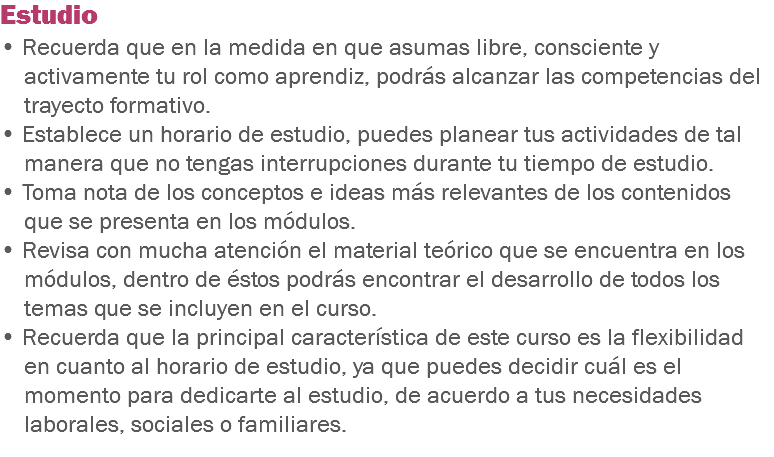 Estudio
• Recuerda que en la medida en que asumas libre, consciente y
activamente tu rol como aprendiz, podrás alcanzar las competencias del
trayecto formativo.
• Establece un horario de estudio, puedes planear tus actividades de tal
manera que no tengas interrupciones durante tu tiempo de estudio.
• Toma nota de los conceptos e ideas más relevantes de los contenidos
que se presenta en los módulos.
• Revisa con mucha atención el material teórico que se encuentra en los
módulos, dentro de éstos podrás encontrar el desarrollo de todos los
temas que se incluyen en el curso.
• Recuerda que la principal característica de este curso es la flexibilidad
en cuanto al horario de estudio, ya que puedes decidir cuál es el
momento para dedicarte al estudio, de acuerdo a tus necesidades
laborales, sociales o familiares.